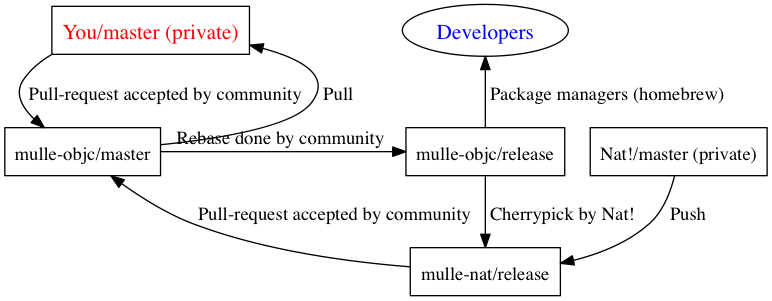 You/master (private)
Developers
Pull-request accepted by community
Pull
Package managers (homebrew)
Rebase done by community
mulle-objc/master
mulle-objc/release
Nat!/master (private)
Pull-request accepted by community
Cherrypick by Nat!
Push
mulle-nat/release